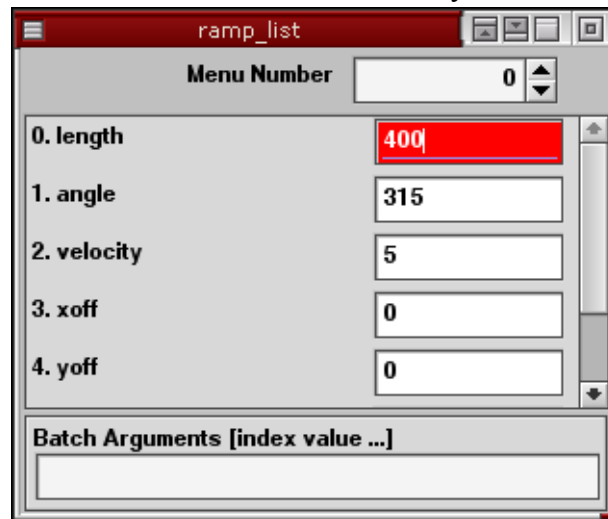 ramp_list
Menu Number 0
0. length 400
1. angle 315
2. velocity 5
3. xoff 0
4. yoff 0
Batch Arguments [index value ...]